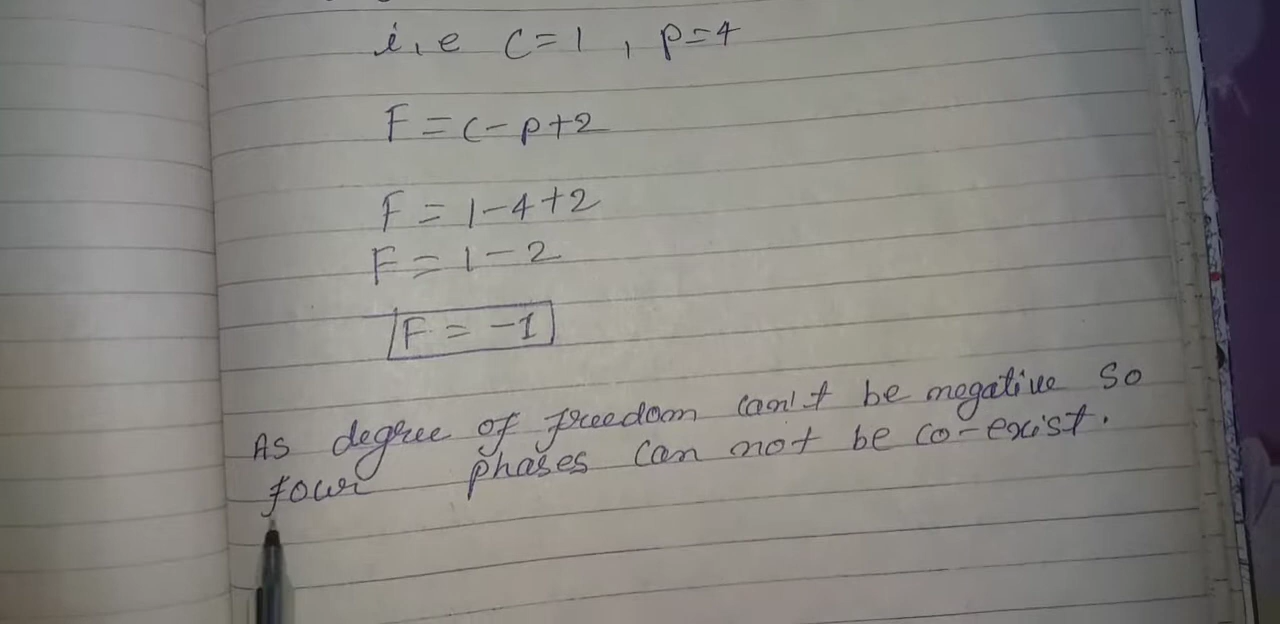 i,e C=1 , P=4
F = C-P+2
F = 1-4+2
F = 1-2
F = -1
As degree of freedom can't be negative so
four phases can not be co-exist.